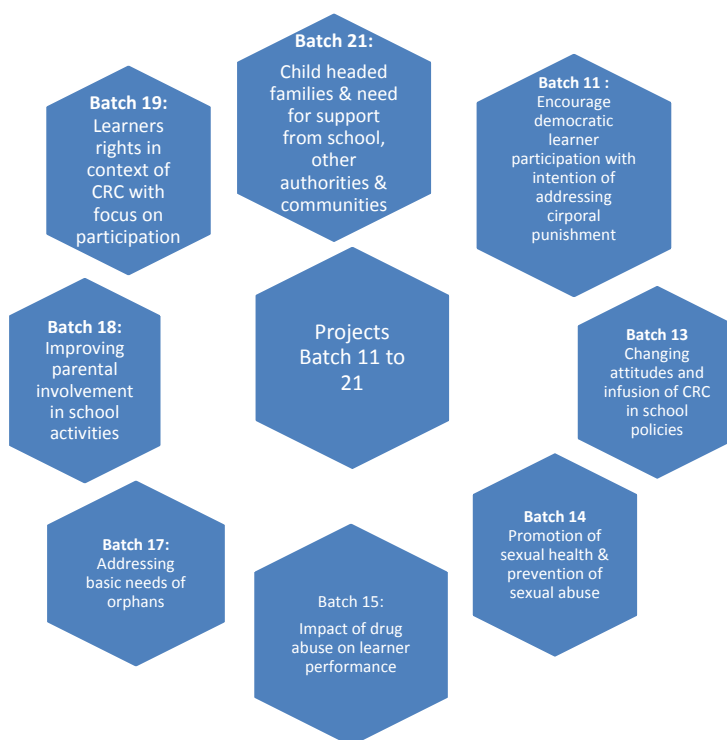 Batch 21:
Child headed
families & need
for support
from school,
other
authorities &
communities
Batch 11 :
Encourage
democratic
learner
participation with
intention of
addressing
cirporal
punishment
Batch 19:
Learners
rights in
context of
CRC with
focus on
participation
Projects
Batch 11 to
21
Batch 18:
Improving
parental
involvement
in school
activities
Batch 13
Changing
attitudes and
infusion of CRC
in school
policies
Batch 17:
Addressing
basic needs of
orphans
Batch 14
Promotion of
sexual health &
prevention of
sexual abuse
Batch 15:
Impact of drug
abuse on learner
performance